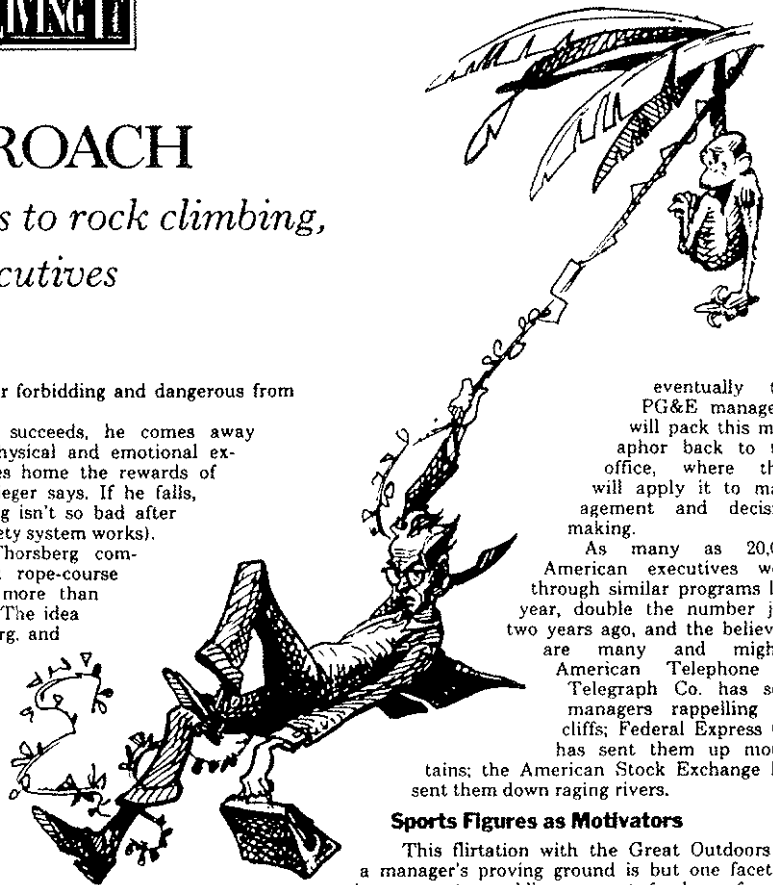 LIVING IT
ROACH
s to rock climbing,
cutives
r forbidding and dangerous from
succeeds, he comes away
hysical and emotional ex-
es home the rewards of
eger says. If he falls,
g isn't so bad after
ety system works).
Thorsberg com-
rope-course
more than
The idea
rg, and
eventually t
PG&E manage
will pack this m
aphor back to t
office, where th
will apply it to ma
agement and decis
making.
As many as 20,0
American executives we
through similar programs l
year, double the number j
two years ago, and the believ
are many and migh
American Telephone
Telegraph Co. has s
managers rappelling
cliffs; Federal Express
has sent them up mou
tains; the American Stock Exchange
sent them down raging rivers.
Sports Figures as Motivators
This flirtation with the Great Outdoors
a manager's proving ground is but one facet